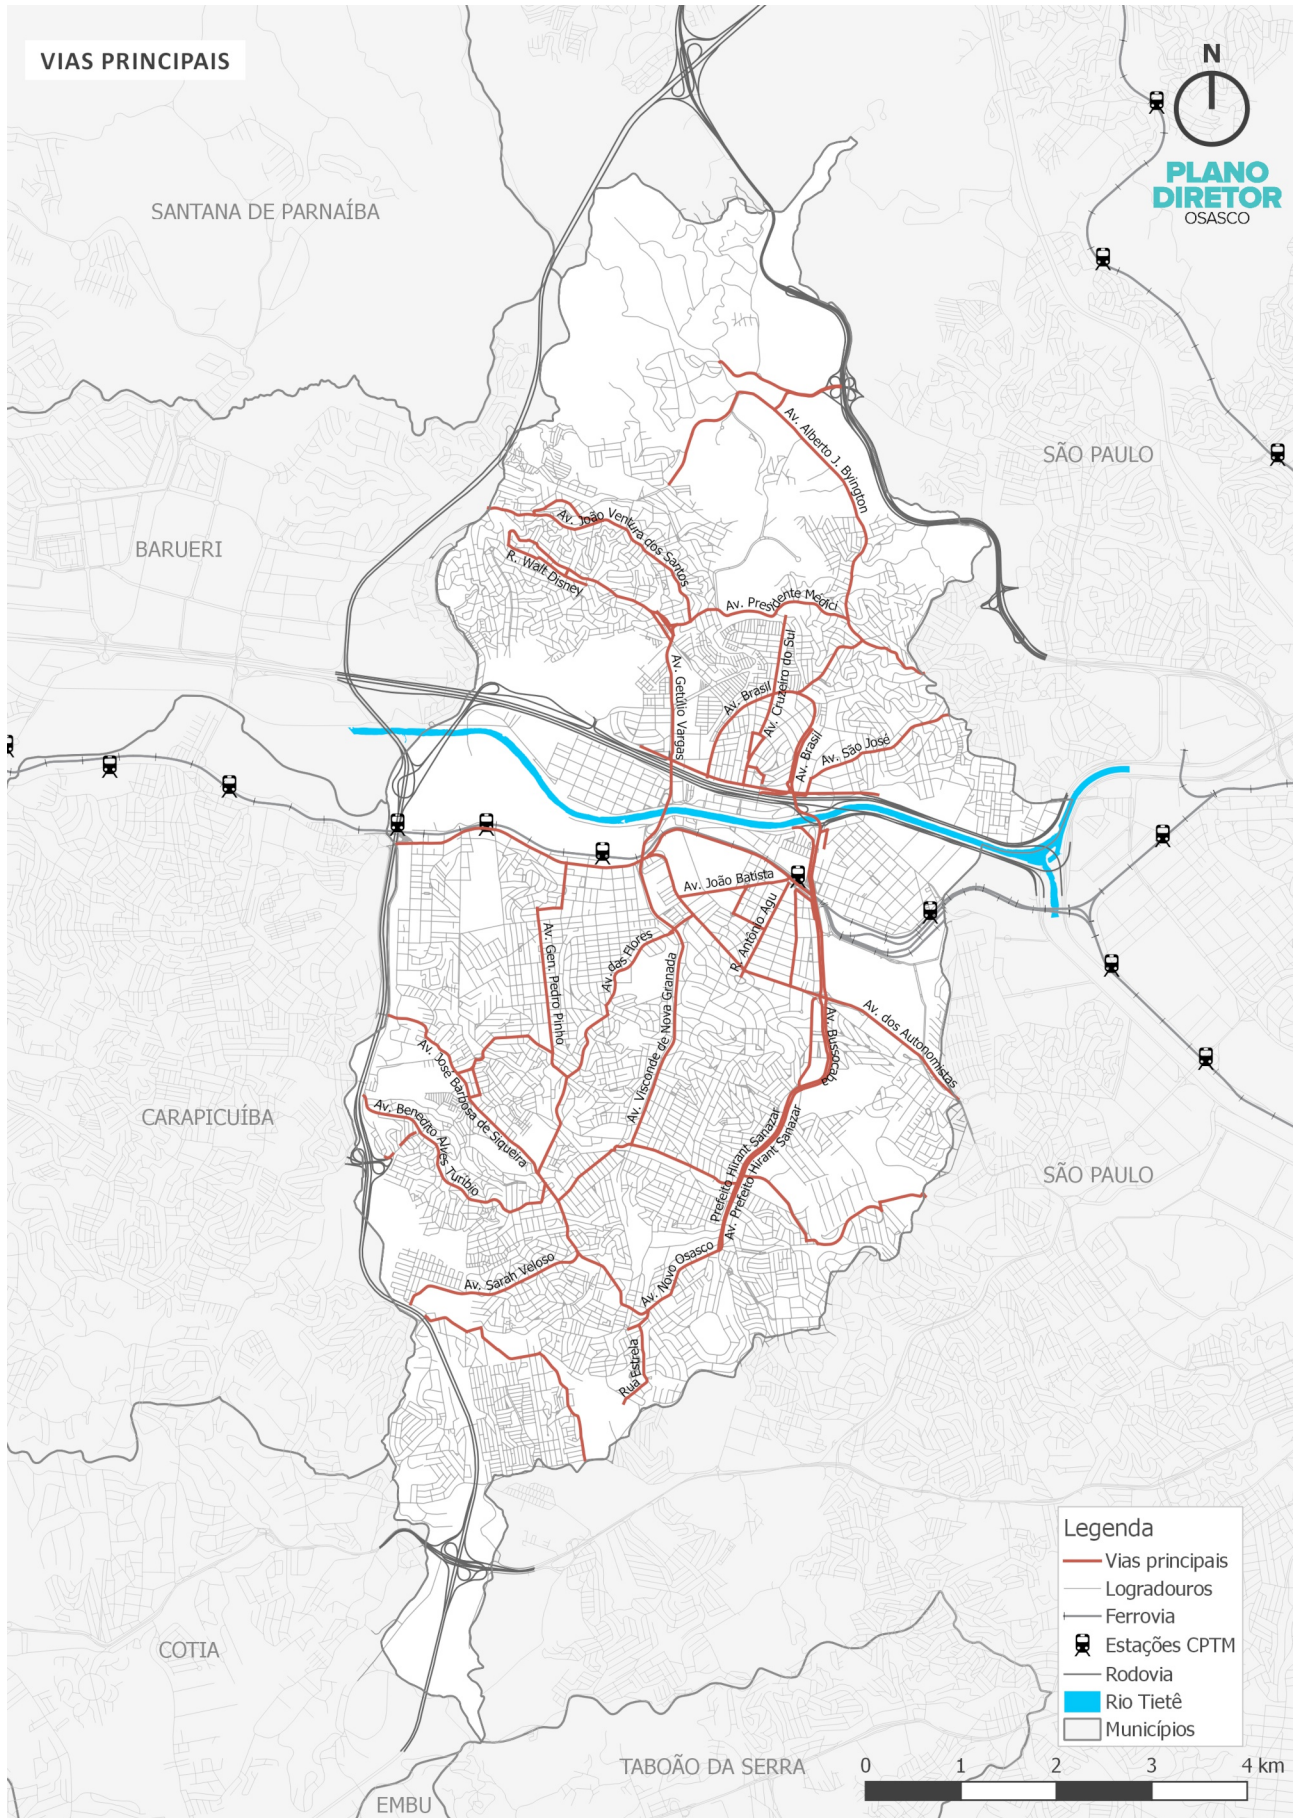 VIAS PRINCIPAIS
N
PLANO
DIRETOR
OSASCO
SANTANA DE PARNAÍBA
SÃO PAULO
BARUERI
Av. Alberto J. Byington
Av. João Ventura dos Santos
R. Walt Disney
Av. Presidente Médici
Av. Getúlio Vargas
Av. Brasil
Av. Cruzeiro do Sul
Av. Brasil
Av. São José
Av. João Batista
R. Antônio Agu
Av. das Flores
Av. Gen. Pedro Pinho
Av. Visconde de Nova Granada
Av. dos Autonomistas
Av. Bussocaba
Av. José Barbosa de Siqueira
Av. Benedito Alves Turíbio
CARAPICUÍBA
Prefeito Hirant Sanazar
Av. Prefeito Hirant Sanazar
SÃO PAULO
Av. Novo Osasco
Av. Sarah Veloso
Rua Estrela
COTIA
TABOÃO DA SERRA
EMBU
Legenda
Vias principais
Logradouros
Ferrovia
Estações CPTM
Rodovia
Rio Tietê
Municípios
0 1 2 3 4 km